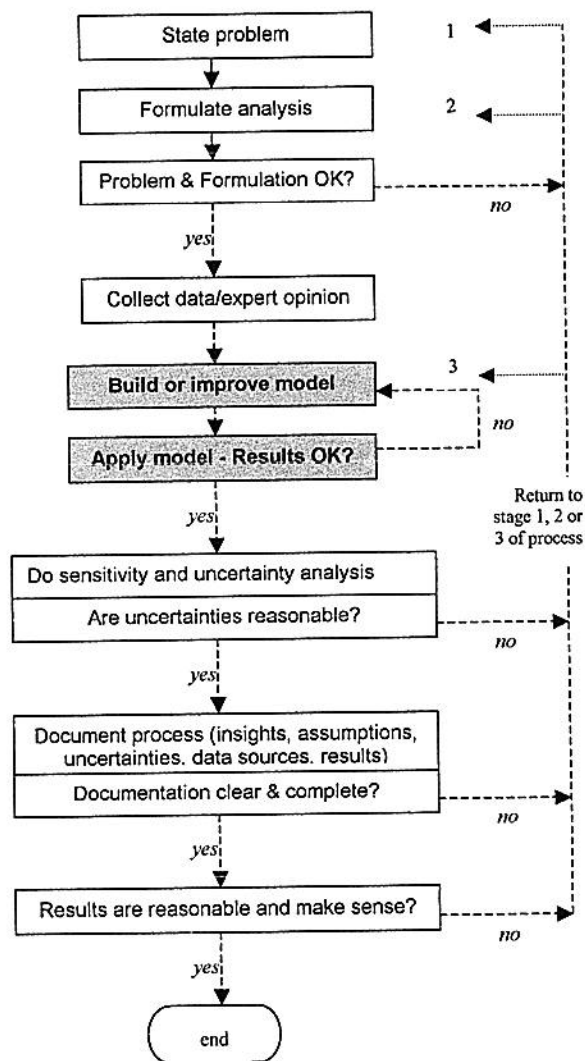 State problem
1
Formulate analysis
2
Problem & Formulation OK?
no
yes
Collect data/expert opinion
3
Build or improve model
no
Apply model - Results OK?
Return to
stage 1, 2 or
3 of process
yes
Do sensitivity and uncertainty analysis
Are uncertainties reasonable?
no
yes
Document process (insights, assumptions,
uncertainties. data sources. results)
Documentation clear & complete?
no
yes
Results are reasonable and make sense?
no
yes
end